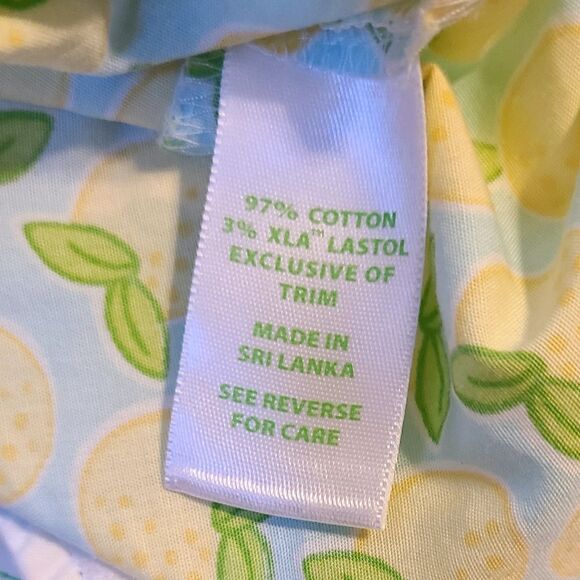 97% COTTON
3% XLA™ LASTOL
EXCLUSIVE OF
TRIM
MADE IN
SRI LANKA
SEE REVERSE
FOR CARE